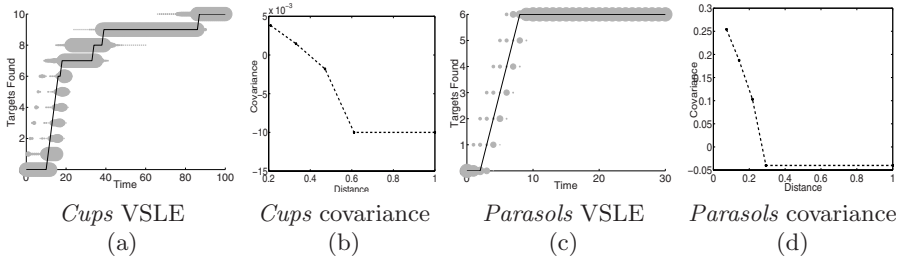 10
8
6
4
2
0
Targets Found
0 20 40 60 80 100
Time
x 10⁻³
5
0
−5
−10
−15
Covariance
0.2 0.4 0.6 0.8 1
Distance
6
5
4
3
2
1
0
Targets Found
0 10 20 30
Time
0.3
0.25
0.2
0.15
0.1
0.05
0
−0.05
Covariance
0 0.2 0.4 0.6 0.8 1
Distance
Cups VSLE Cups covariance Parasols VSLE Parasols covariance
(a) (b) (c) (d)